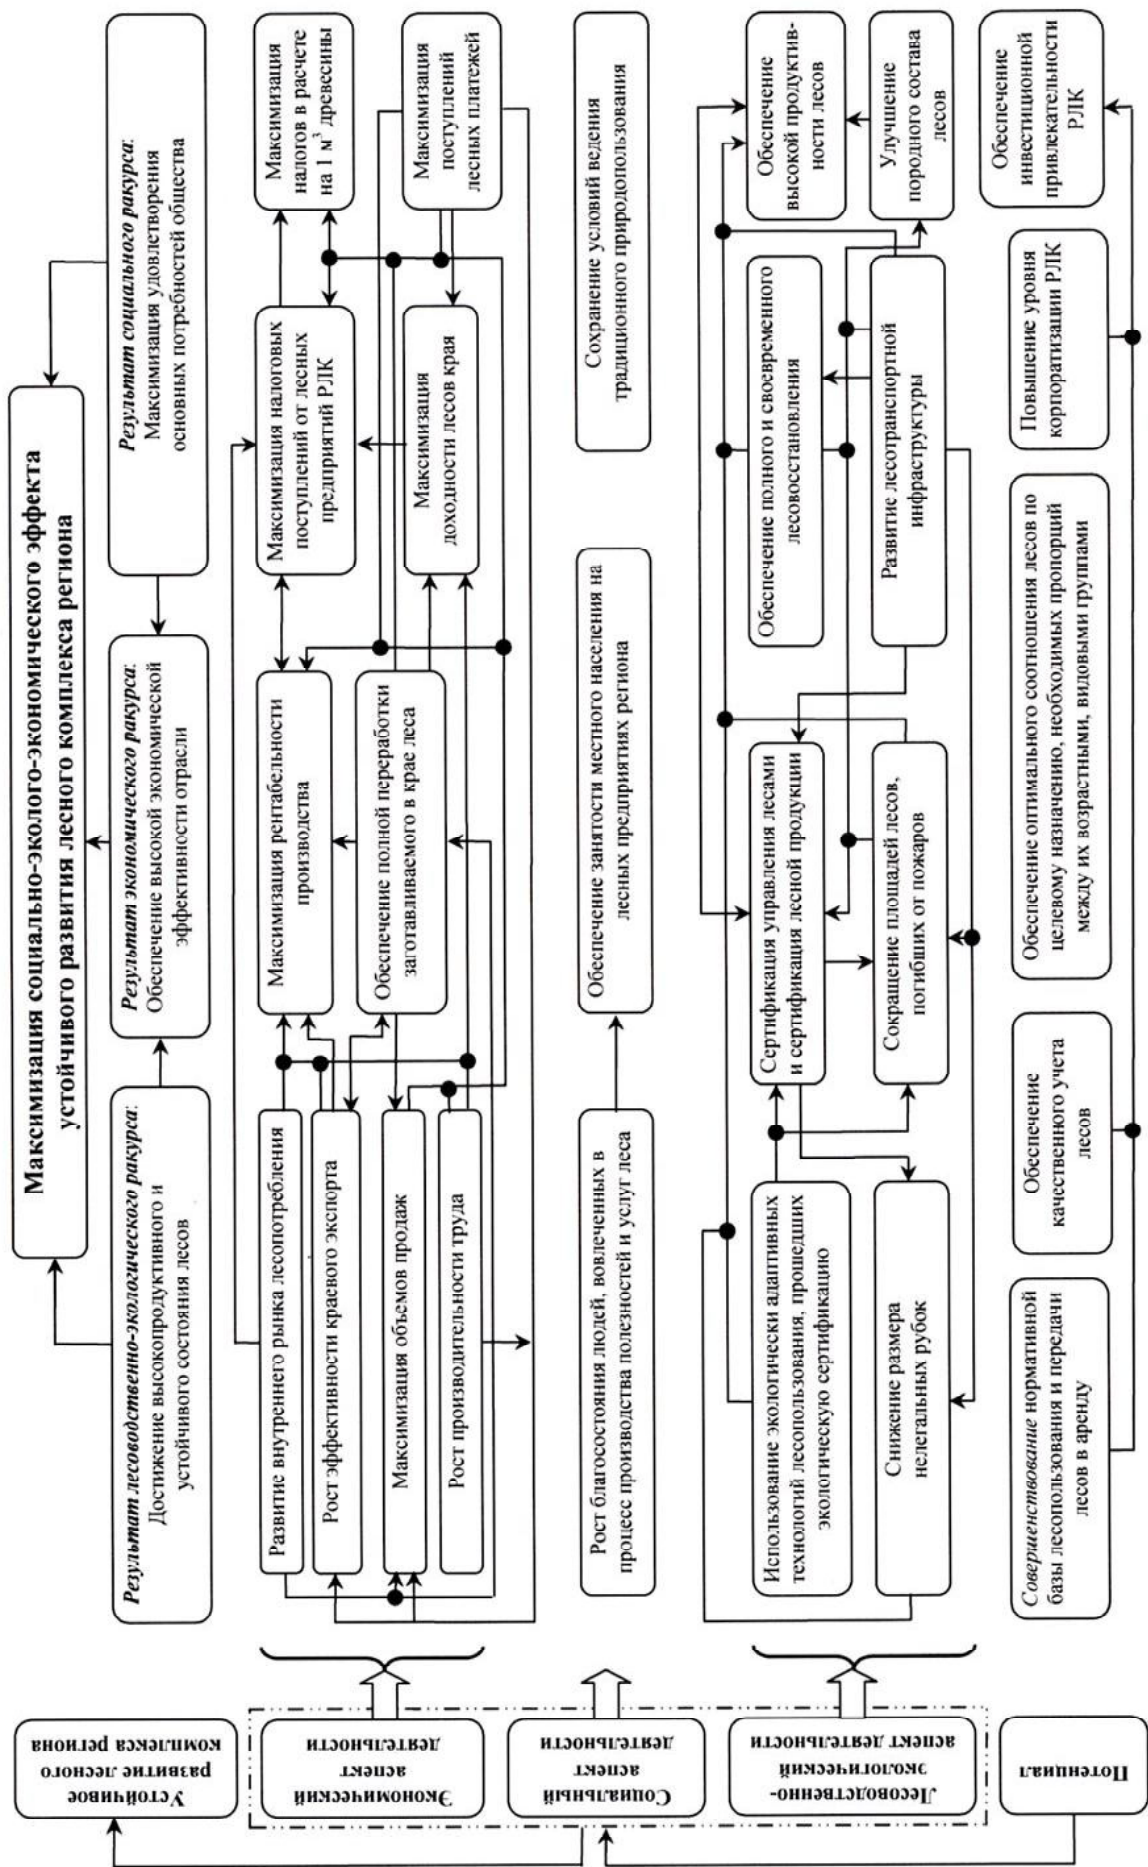 Максимизация социально-эколого-экономического эффекта
устойчивого развития лесного комплекса региона
Результат лесоводственно-экологического ракурса:
Достижение высокопродуктивного и
устойчивого состояния лесов
Результат экономического ракурса:
Обеспечение высокой экономической
эффективности отрасли
Результат социального ракурса:
Максимизация удовлетворения
основных потребностей общества
Устойчивое
развитие лесного
комплекса региона
Экономический
аспект
деятельности
Развитие внутреннего рынка лесопотребления
Рост эффективности краевого экспорта
Максимизация объемов продаж
Рост производительности труда
Максимизация рентабельности
производства
Обеспечение полной переработки
заготавливаемого в крае леса
Максимизация налоговых
поступлений от лесных
предприятий РЛК
Максимизация
доходности лесов края
Максимизация
налогов в расчете
на 1 м³ древесины
Максимизация
поступлений
лесных платежей
Социальный
аспект
деятельности
Рост благосостояния людей, вовлеченных в
процесс производства полезностей и услуг леса
Обеспечение занятости местного населения на
лесных предприятиях региона
Сохранение условий ведения
традиционного природопользования
Лесоводственно-
экологический
аспект деятельности
Использование экологически адаптивных
технологий лесопользования, прошедших
экологическую сертификацию
Снижение размера
нелегальных рубок
Сертификация управления лесами
и сертификация лесной продукции
Сокращение площадей лесов,
погибших от пожаров
Обеспечение полного и своевременного
лесовосстановления
Развитие лесотранспортной
инфраструктуры
Обеспечение
высокой продуктив-
ности лесов
Улучшение
породного состава
лесов
Потенциал
Совершенствование нормативной
базы лесопользования и передачи
лесов в аренду
Обеспечение
качественного учета
лесов
Обеспечение оптимального соотношения лесов по
целевому назначению, необходимых пропорций
между их возрастными, видовыми группами
Повышение уровня
корпоратизации РЛК
Обеспечение
инвестиционной
привлекательности
РЛК